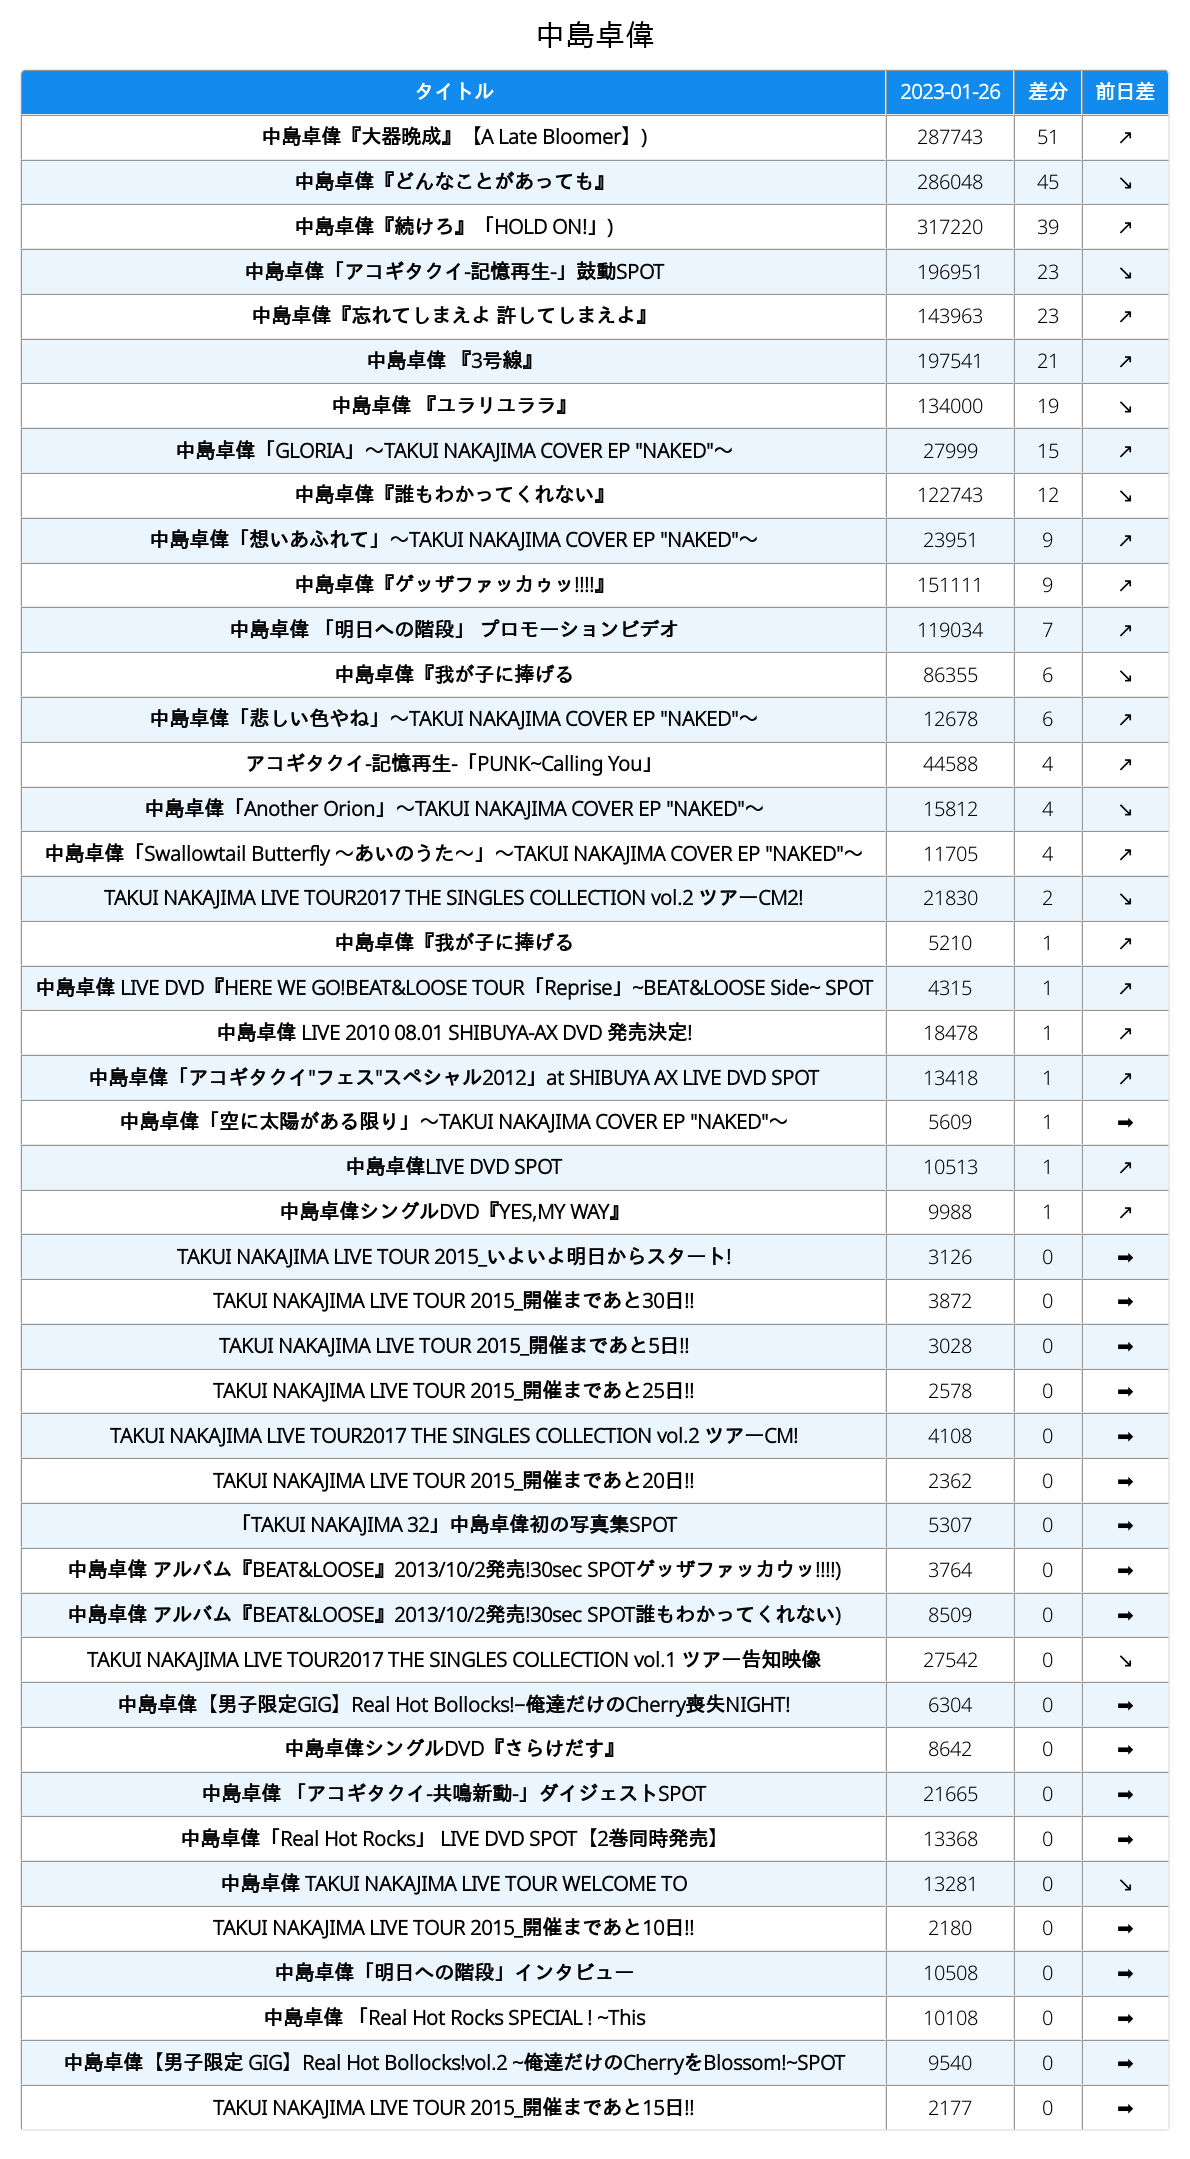 中島卓偉
タイトル 2023-01-26 差分 前日差
中島卓偉『大器晩成』【A Late Bloomer】) 287743 51 ↗
中島卓偉『どんなことがあっても』 286048 45 ↘
中島卓偉『続けろ』「HOLD ON!」) 317220 39 ↗
中島卓偉「アコギタクイ-記憶再生-」鼓動SPOT 196951 23 ↘
中島卓偉『忘れてしまえよ 許してしまえよ』 143963 23 ↗
中島卓偉 『3号線』 197541 21 ↗
中島卓偉 『ユラリユララ』 134000 19 ↘
中島卓偉「GLORIA」〜TAKUI NAKAJIMA COVER EP "NAKED"〜 27999 15 ↗
中島卓偉『誰もわかってくれない』 122743 12 ↘
中島卓偉「想いあふれて」〜TAKUI NAKAJIMA COVER EP "NAKED"〜 23951 9 ↗
中島卓偉『ゲッザファッカゥッ!!!!』 151111 9 ↗
中島卓偉 「明日への階段」 プロモーションビデオ 119034 7 ↗
中島卓偉『我が子に捧げる 86355 6 ↘
中島卓偉「悲しい色やね」〜TAKUI NAKAJIMA COVER EP "NAKED"〜 12678 6 ↗
アコギタクイ-記憶再生-「PUNK~Calling You」 44588 4 ↗
中島卓偉「Another Orion」〜TAKUI NAKAJIMA COVER EP "NAKED"〜 15812 4 ↘
中島卓偉「Swallowtail Butterfly 〜あいのうた〜」〜TAKUI NAKAJIMA COVER EP "NAKED"〜 11705 4 ↗
TAKUI NAKAJIMA LIVE TOUR2017 THE SINGLES COLLECTION vol.2 ツアーCM2! 21830 2 ↘
中島卓偉『我が子に捧げる 5210 1 ↗
中島卓偉 LIVE DVD『HERE WE GO!BEAT&LOOSE TOUR「Reprise」~BEAT&LOOSE Side~ SPOT 4315 1 ↗
中島卓偉 LIVE 2010 08.01 SHIBUYA-AX DVD 発売決定! 18478 1 ↗
中島卓偉「アコギタクイ"フェス"スペシャル2012」at SHIBUYA AX LIVE DVD SPOT 13418 1 ↗
中島卓偉「空に太陽がある限り」〜TAKUI NAKAJIMA COVER EP "NAKED"〜 5609 1 ➡
中島卓偉LIVE DVD SPOT 10513 1 ↗
中島卓偉シングルDVD『YES,MY WAY』 9988 1 ↗
TAKUI NAKAJIMA LIVE TOUR 2015_いよいよ明日からスタート! 3126 0 ➡
TAKUI NAKAJIMA LIVE TOUR 2015_開催まであと30日!! 3872 0 ➡
TAKUI NAKAJIMA LIVE TOUR 2015_開催まであと5日!! 3028 0 ➡
TAKUI NAKAJIMA LIVE TOUR 2015_開催まであと25日!! 2578 0 ➡
TAKUI NAKAJIMA LIVE TOUR2017 THE SINGLES COLLECTION vol.2 ツアーCM! 4108 0 ➡
TAKUI NAKAJIMA LIVE TOUR 2015_開催まであと20日!! 2362 0 ➡
「TAKUI NAKAJIMA 32」中島卓偉初の写真集SPOT 5307 0 ➡
中島卓偉 アルバム『BEAT&LOOSE』2013/10/2発売!30sec SPOTゲッザファッカウッ!!!!) 3764 0 ➡
中島卓偉 アルバム『BEAT&LOOSE』2013/10/2発売!30sec SPOT誰もわかってくれない) 8509 0 ➡
TAKUI NAKAJIMA LIVE TOUR2017 THE SINGLES COLLECTION vol.1 ツアー告知映像 27542 0 ↘
中島卓偉【男子限定GIG】Real Hot Bollocks!–俺達だけのCherry喪失NIGHT! 6304 0 ➡
中島卓偉シングルDVD『さらけだす』 8642 0 ➡
中島卓偉 「アコギタクイ-共鳴新動-」ダイジェストSPOT 21665 0 ➡
中島卓偉「Real Hot Rocks」 LIVE DVD SPOT【2巻同時発売】 13368 0 ➡
中島卓偉 TAKUI NAKAJIMA LIVE TOUR WELCOME TO 13281 0 ↘
TAKUI NAKAJIMA LIVE TOUR 2015_開催まであと10日!! 2180 0 ➡
中島卓偉「明日への階段」インタビュー 10508 0 ➡
中島卓偉 「Real Hot Rocks SPECIAL ! ~This 10108 0 ➡
中島卓偉【男子限定 GIG】Real Hot Bollocks!vol.2 ~俺達だけのCherryをBlossom!~SPOT 9540 0 ➡
TAKUI NAKAJIMA LIVE TOUR 2015_開催まであと15日!! 2177 0 ➡